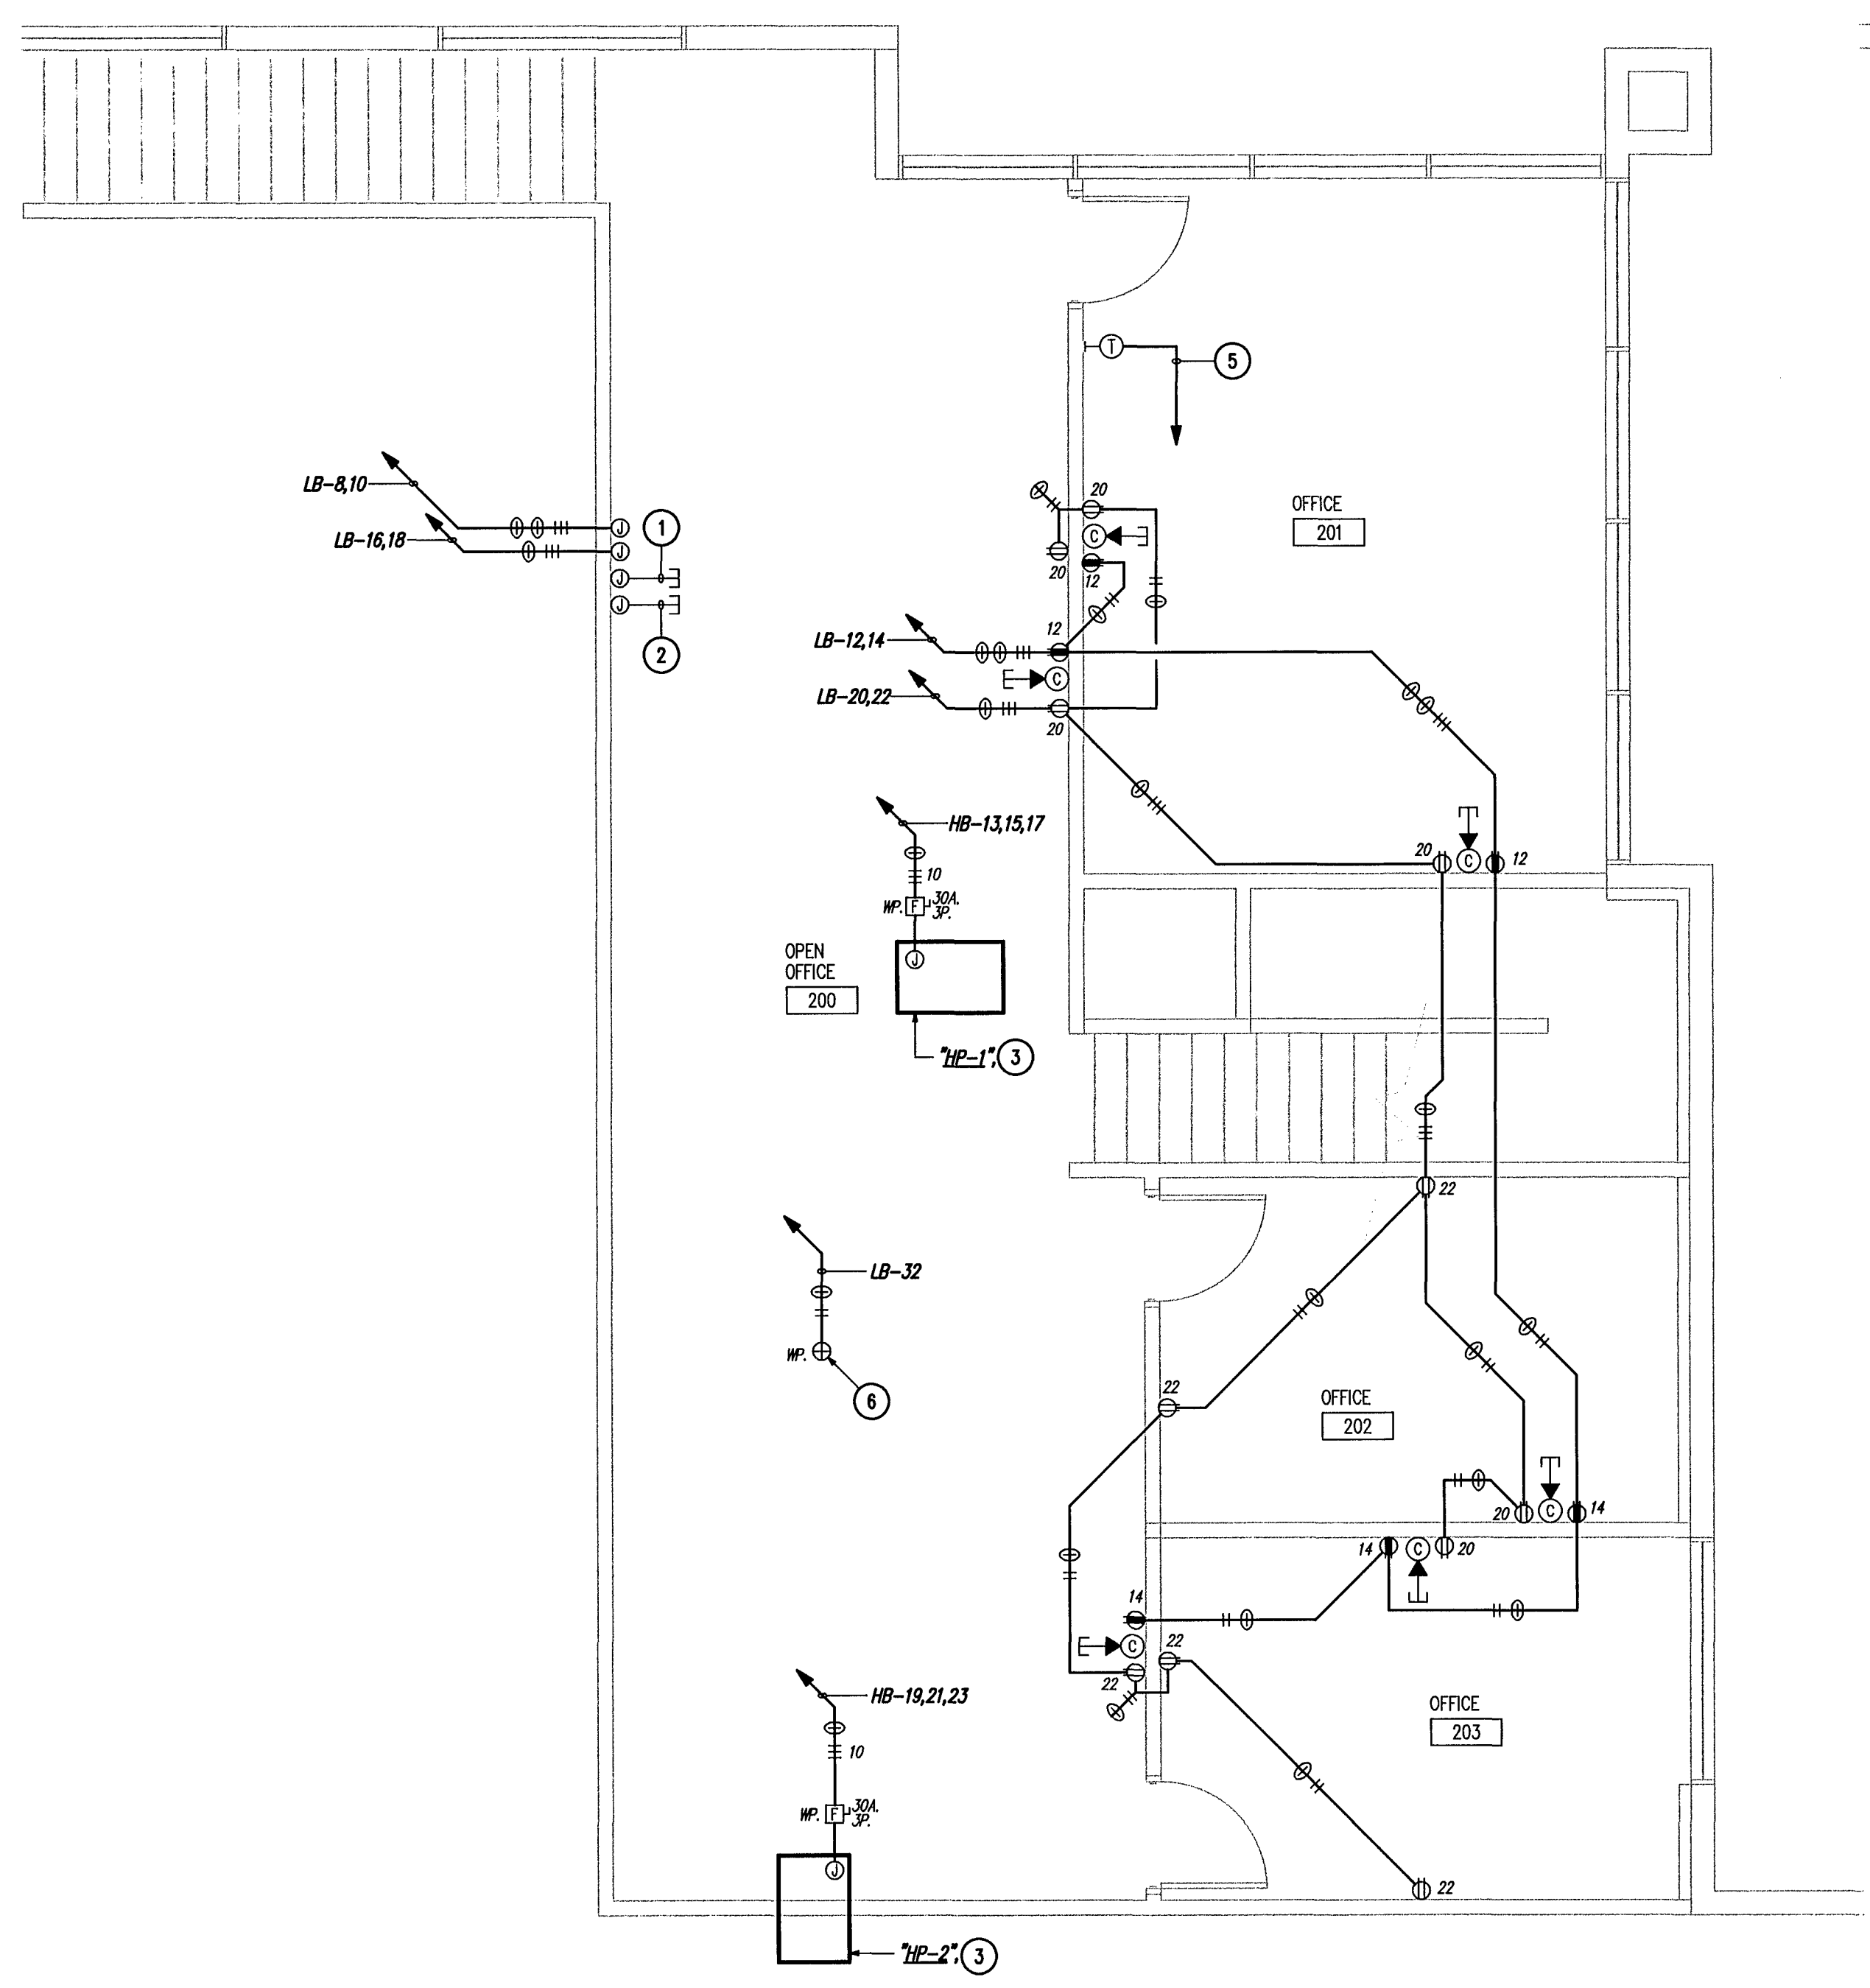 T
5
LB-8,10
20
OFFICE
201
J
1
LB-16,18
C
J
20
12
J
J
12
LB-12,14
2
C
LB-20,22
20
HB-13,15,17
20
C
12
10
WP.
F
30A.
3P.
OPEN
OFFICE
200
J
"HP-1",
3
22
LB-32
WP.
22
6
OFFICE
202
20
C
14
14
C
20
14
C
22
22
HB-19,21,23
OFFICE
203
10
WP.
F
30A.
3P.
J
22
"HP-2",
3